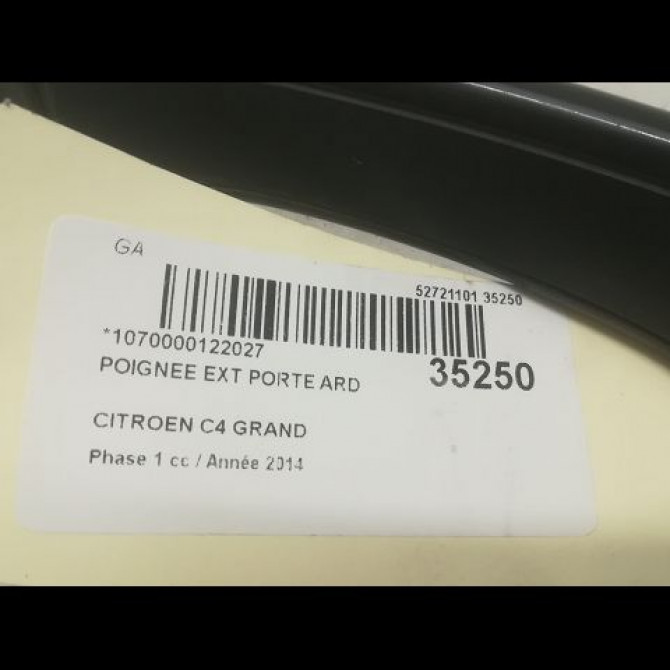 GA
52721101 35250
*1070000122027
35250
POIGNEE EXT PORTE ARD
CITROEN C4 GRAND
Phase 1 cc / Année 2014